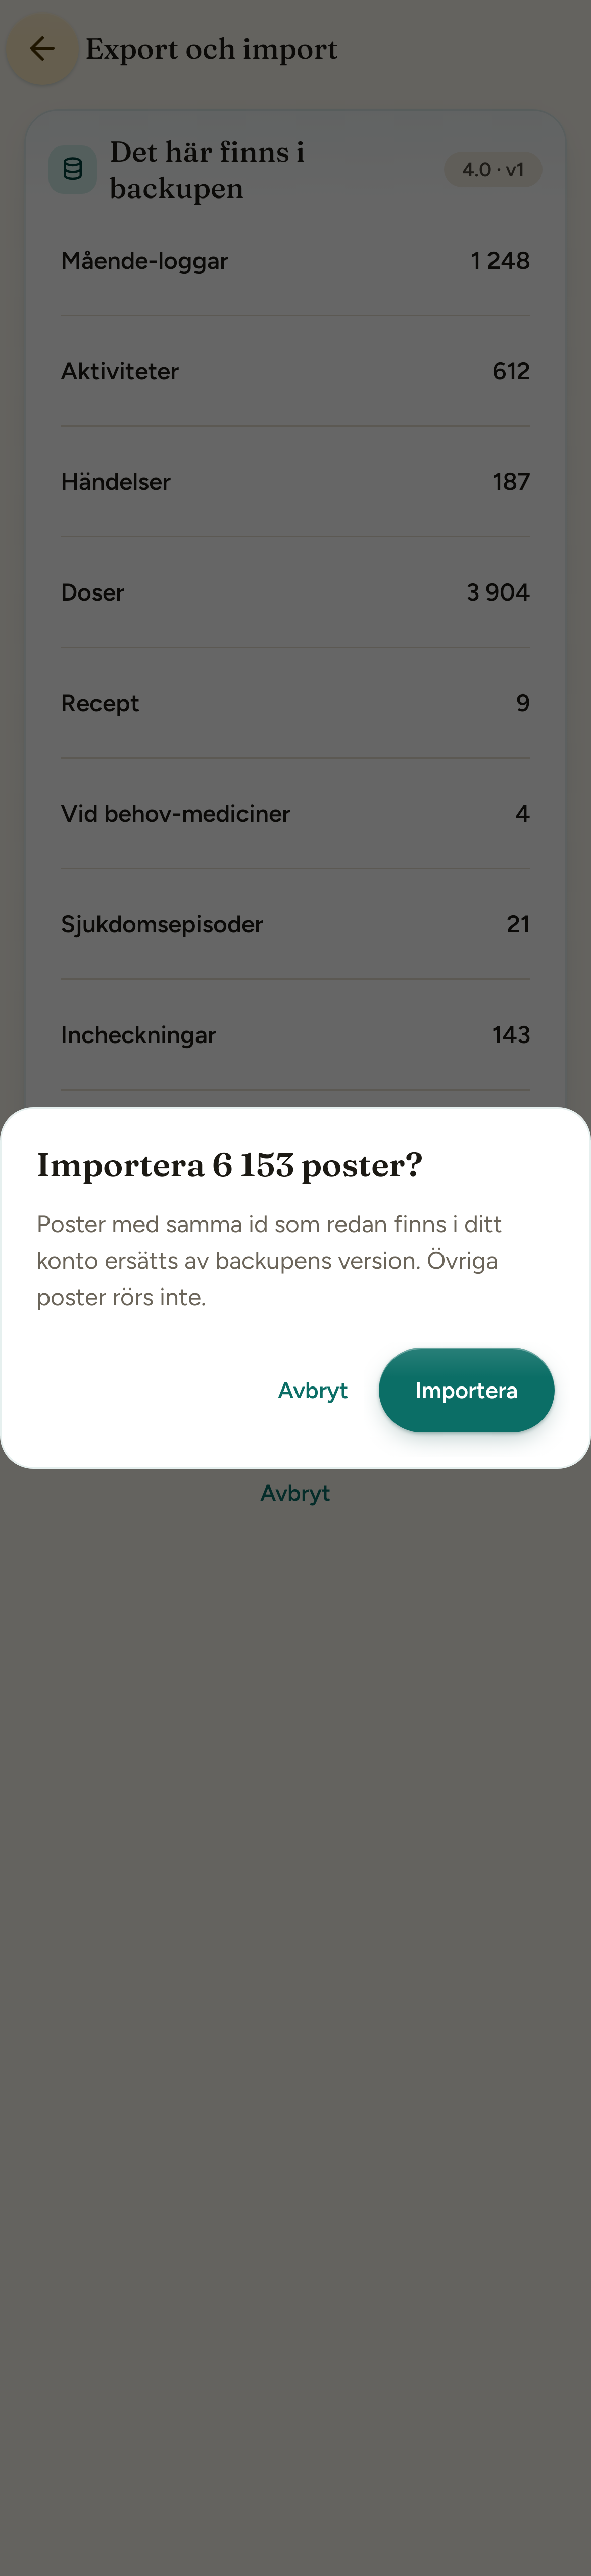 Export och import
Det här finns i
backupen
4.0 · v1
Mående-loggar 1 248
Aktiviteter 612
Händelser 187
Doser 3 904
Recept 9
Vid behov-mediciner 4
Sjukdomsepisoder 21
Incheckningar 143
Importera 6 153 poster?
Poster med samma id som redan finns i ditt
konto ersätts av backupens version. Övriga
poster rörs inte.
Avbryt Importera
Avbryt